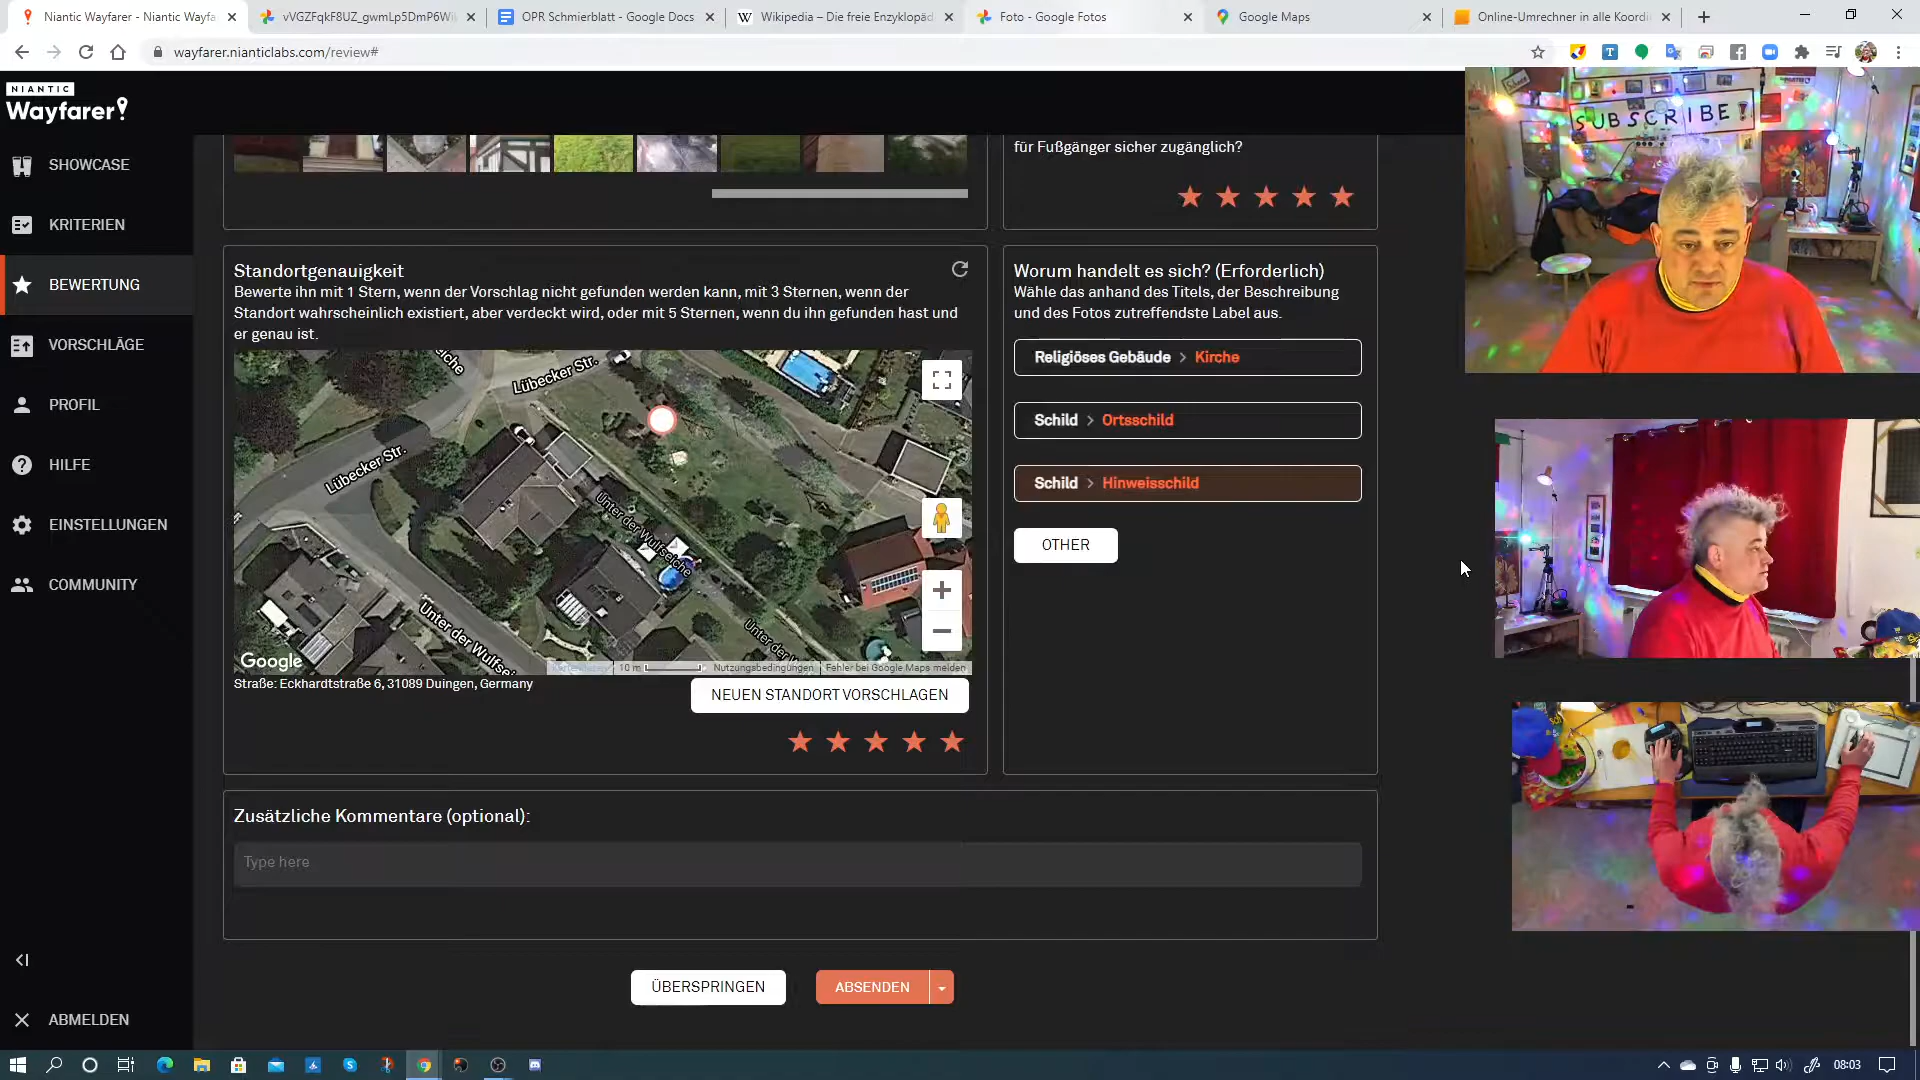 Niantic Wayfarer - Niantic Wayfa
vVGZFqkF8UZ_gwmLp5DmP6Wi
OPR Schmierblatt - Google Docs
Wikipedia – Die freie Enzyklopäd
Foto - Google Fotos
Google Maps
Online-Umrechner in alle Koordi
wayfarer.nianticlabs.com/review#
NIANTIC
Wayfarer
SHOWCASE
KRITERIEN
BEWERTUNG
VORSCHLÄGE
PROFIL
HILFE
EINSTELLUNGEN
COMMUNITY
ABMELDEN
für Fußgänger sicher zugänglich?
Standortgenauigkeit
Bewerte ihn mit 1 Stern, wenn der Vorschlag nicht gefunden werden kann, mit 3 Sternen, wenn der
Standort wahrscheinlich existiert, aber verdeckt wird, oder mit 5 Sternen, wenn du ihn gefunden hast und
er genau ist.
Lübecker Str.
Lübecker Str.
Unter der Wulfseiche
Google
10 m
Nutzungsbedingungen
Fehler bei Google Maps melden
Straße: Eckhardtstraße 6, 31089 Duingen, Germany
NEUEN STANDORT VORSCHLAGEN
Worum handelt es sich? (Erforderlich)
Wähle das anhand des Titels, der Beschreibung
und des Fotos zutreffendste Label aus.
Religiöses Gebäude > Kirche
Schild > Ortsschild
Schild > Hinweisschild
OTHER
Zusätzliche Kommentare (optional):
Type here
ÜBERSPRINGEN
ABSENDEN
SUBSCRIBE!
08:03